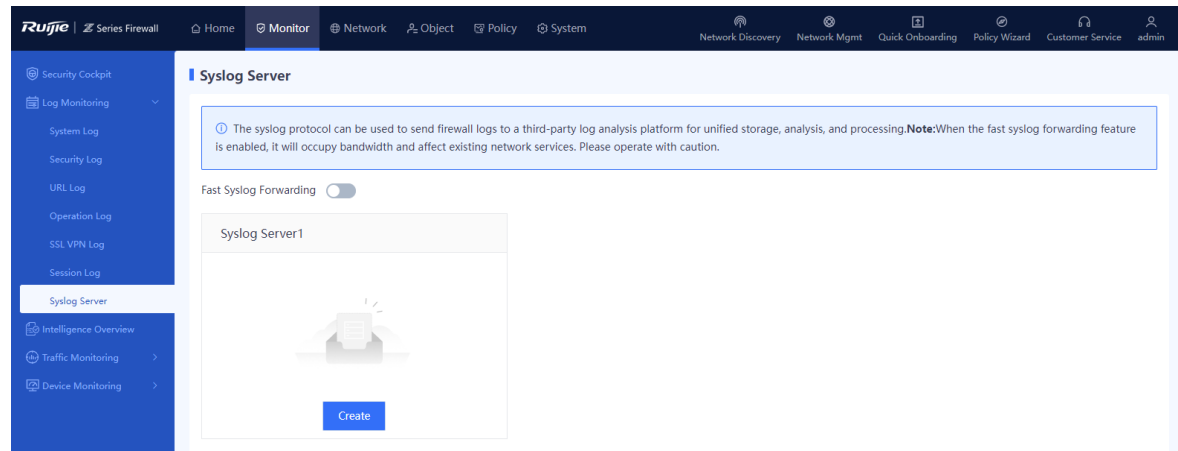 Ruijie | Z Series Firewall
Home
Monitor
Network
Object
Policy
System
Network Discovery
Network Mgmt
Quick Onboarding
Policy Wizard
Customer Service
admin
Security Cockpit
Log Monitoring
System Log
Security Log
URL Log
Operation Log
SSL VPN Log
Session Log
Syslog Server
Intelligence Overview
Traffic Monitoring
Device Monitoring
Syslog Server
The syslog protocol can be used to send firewall logs to a third-party log analysis platform for unified storage, analysis, and processing.Note:When the fast syslog forwarding feature
is enabled, it will occupy bandwidth and affect existing network services. Please operate with caution.
Fast Syslog Forwarding
Syslog Server1
Create